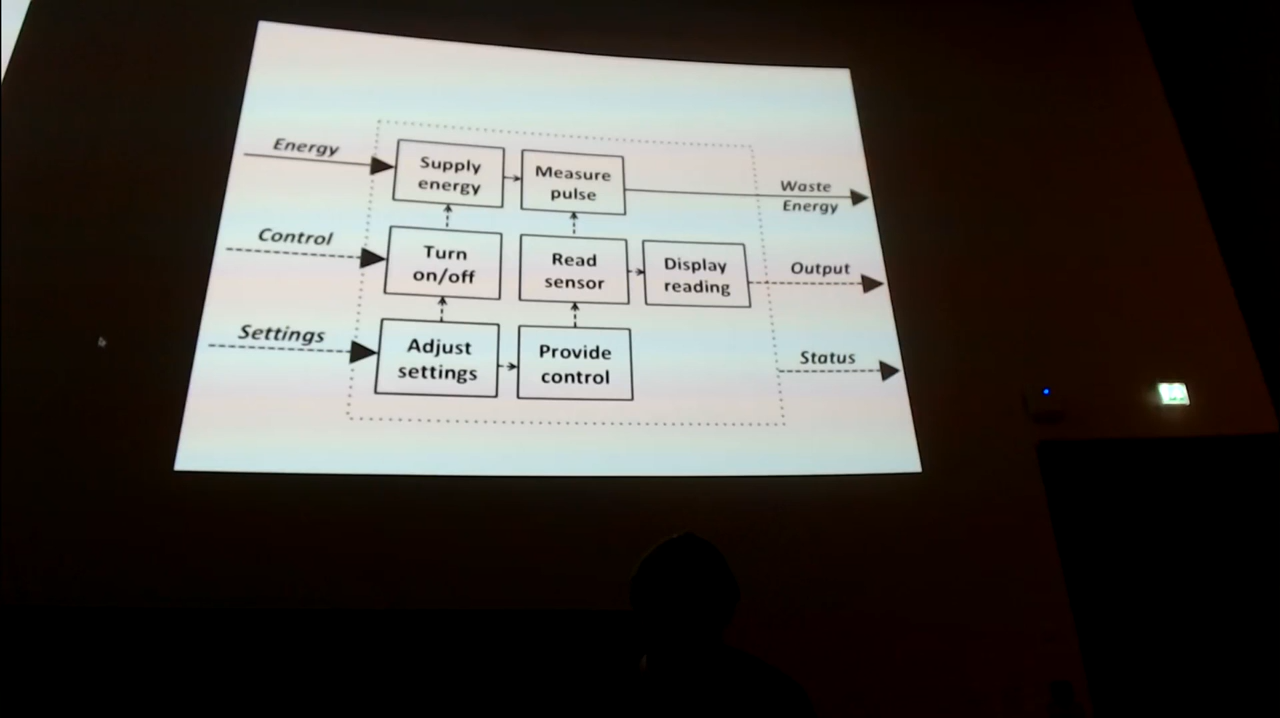 Energy
Supply
energy
Measure
pulse
Waste
Energy
Control
Turn
on/off
Read
sensor
Display
reading
Output
Settings
Adjust
settings
Provide
control
Status